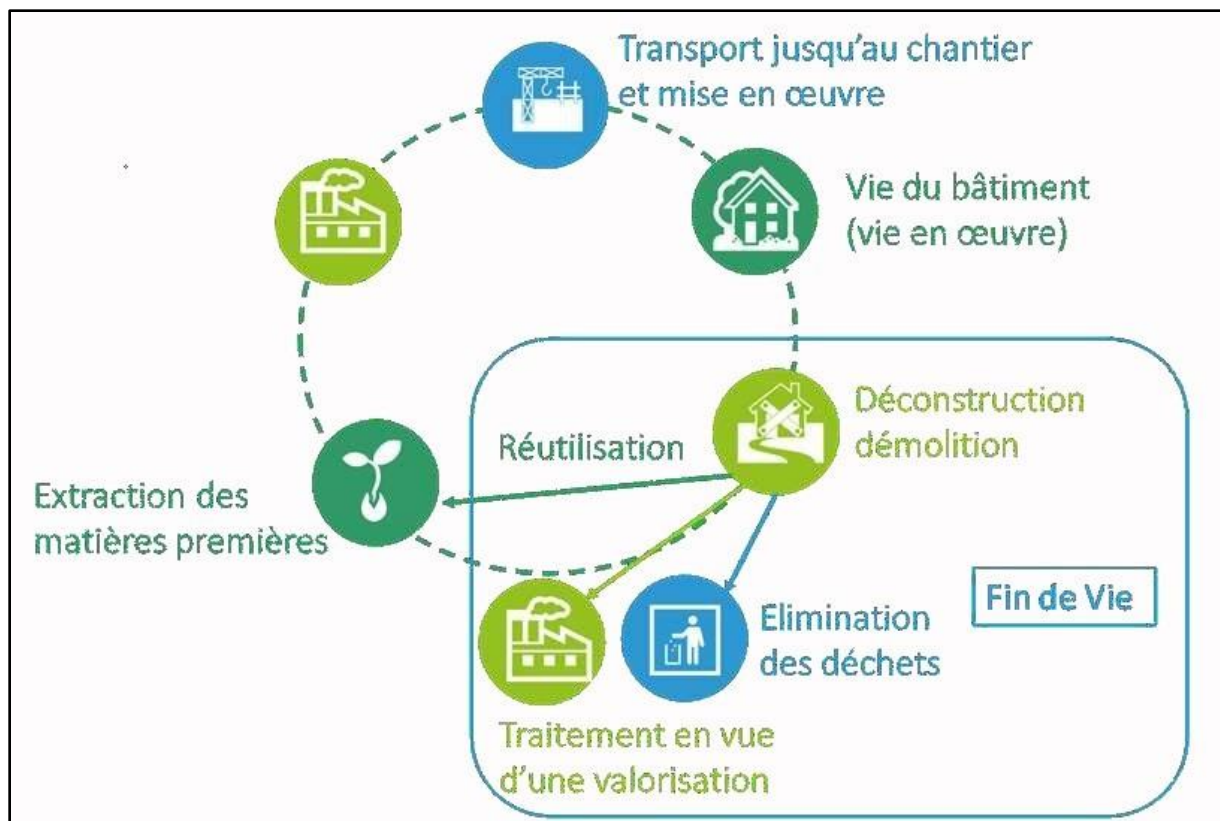 Transport jusqu'au chantier
et mise en œuvre
Vie du bâtiment
(vie en œuvre)
Déconstruction
démolition
Réutilisation
Extraction des
matières premières
Fin de Vie
Elimination
des déchets
Traitement en vue
d'une valorisation